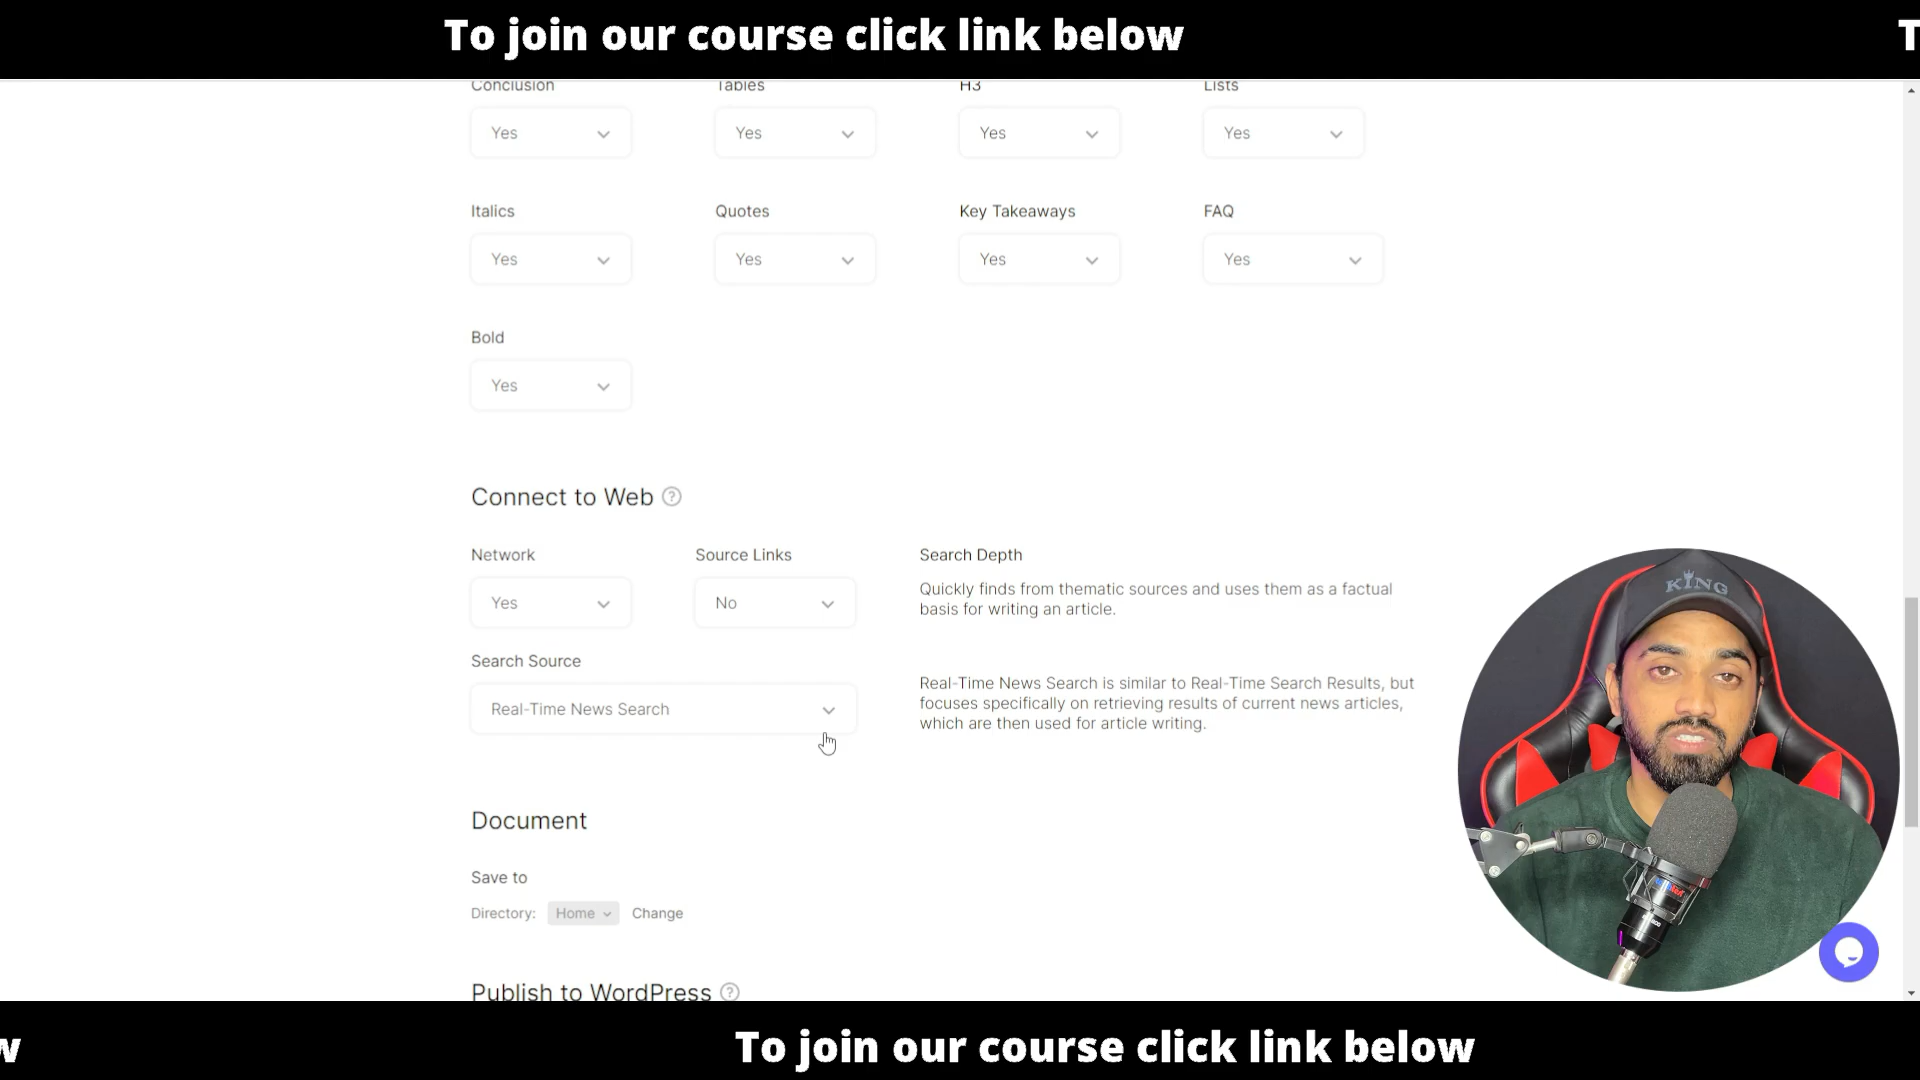 To join our course click link below
T
Conclusion Tables H3 Lists
Yes Yes Yes Yes
Italics Quotes Key Takeaways FAQ
Yes Yes Yes Yes
Bold
Yes
Connect to Web ?
Network Source Links Search Depth
Yes No
Quickly finds from thematic sources and uses them as a factual
basis for writing an article.
Search Source
Real-Time News Search
Real-Time News Search is similar to Real-Time Search Results, but
focuses specifically on retrieving results of current news articles,
which are then used for article writing.
KING
Document
Save to
Directory: Home Change
Publish to WordPress ?
w
To join our course click link below